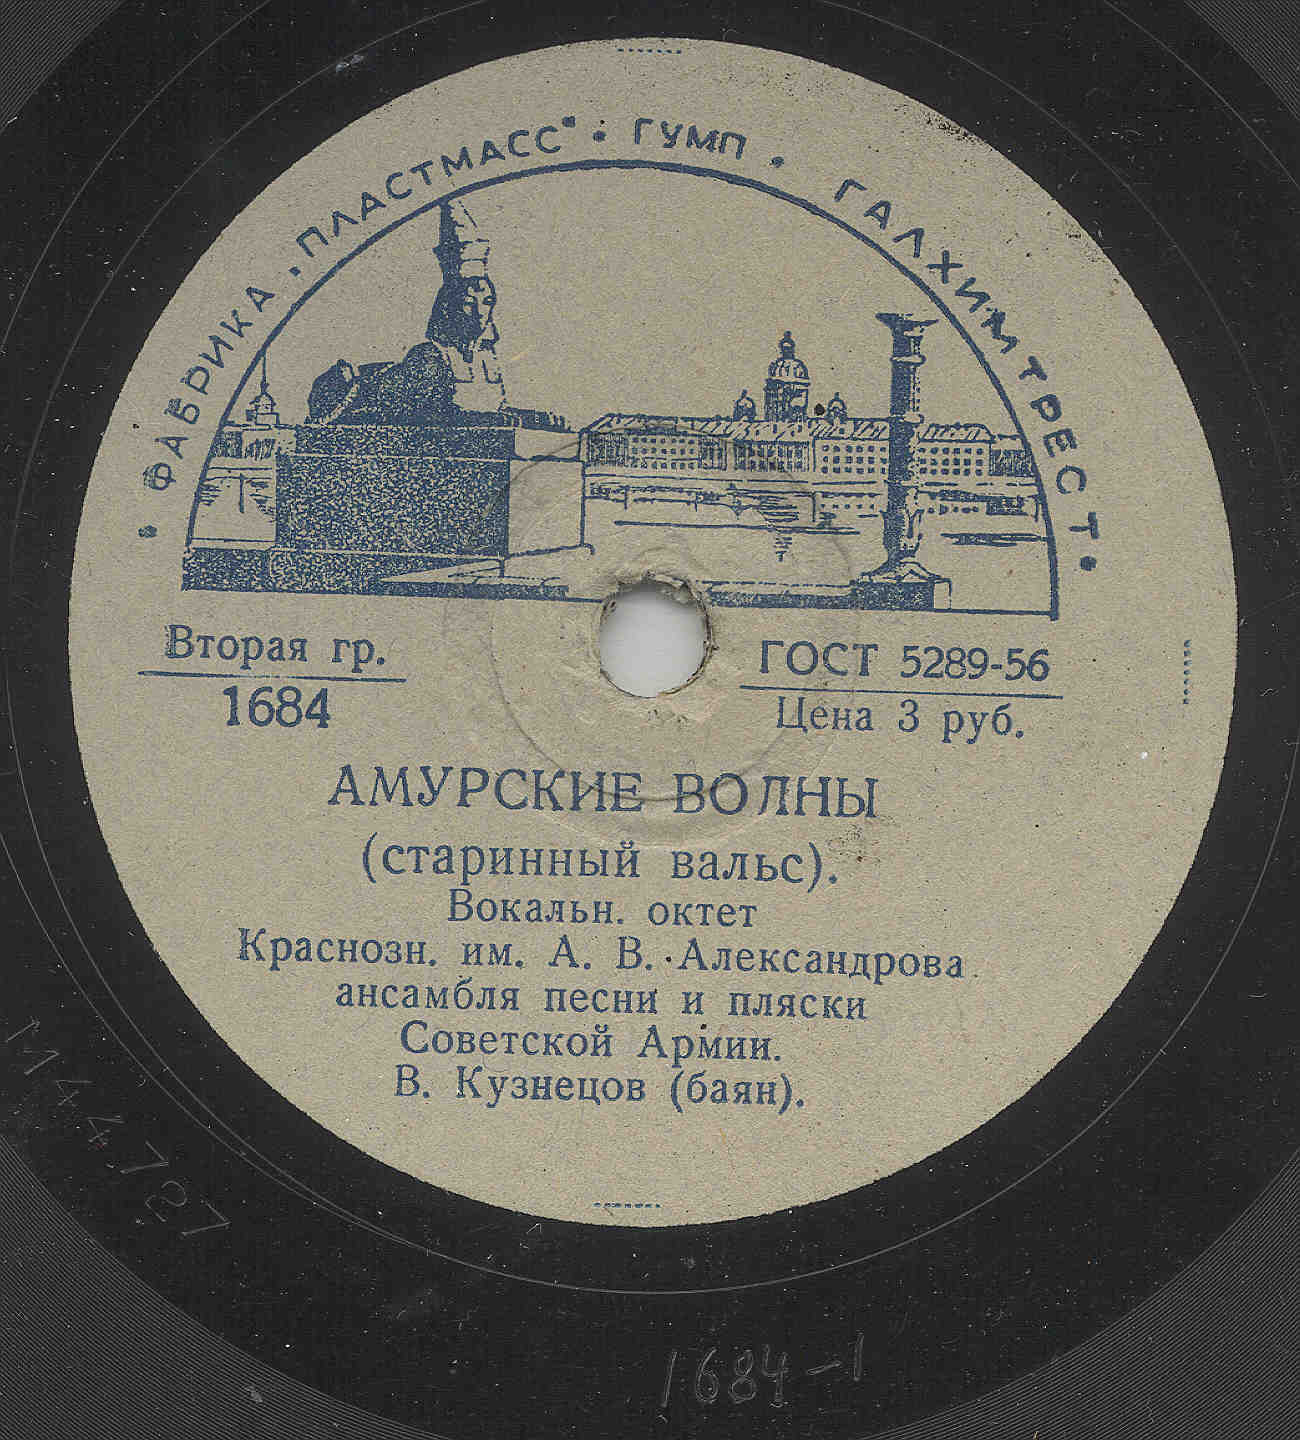 • ФАБРИКА • ПЛАСТМАСС • : ГУМП • ГАЛХИМТРЕСТ •
Вторая гр.
1684
ГОСТ 5289-56
Цена 3 руб.
АМУРСКИЕ ВОЛНЫ
(старинный вальс).
Вокальн. октет
Краснозн. им. А. В. Александрова
ансамбля песни и пляски
Советской Армии.
В. Кузнецов (баян).
1684-1